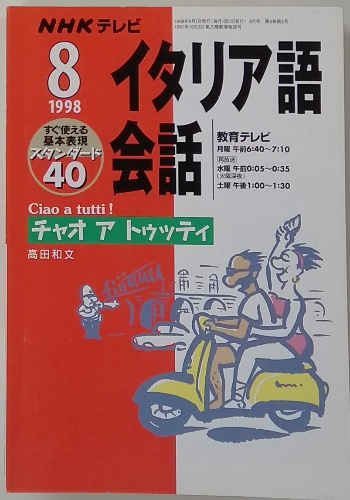 NHKテレビ
8
1998
イタリア語
会話
すぐ使える
基本表現
スタンダード
40
教育テレビ
月曜 午前6:40〜7:10
[再放送]
水曜 午前0:05〜0:35
(火曜深夜)
土曜 午後1:00〜1:30
Ciao a tutti!
チャオ ア トゥッティ
高田和文